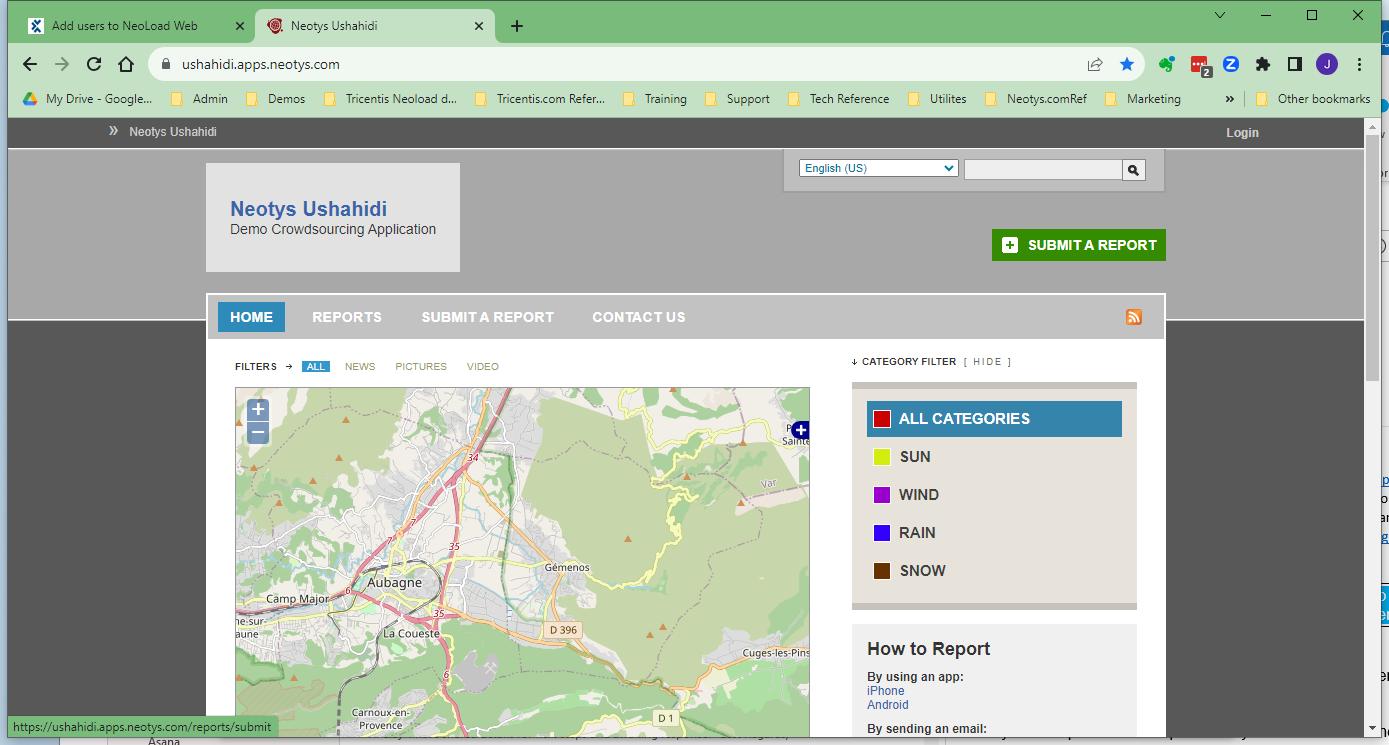 Add users to NeoLoad Web
Neotys Ushahidi
ushahidi.apps.neotys.com
2
J
My Drive - Google...
Admin
Demos
Tricentis Neoload d...
Tricentis.com Refer...
Training
Support
Tech Reference
Utilites
Neotys.comRef
Marketing
»
Other bookmarks
» Neotys Ushahidi
Login
Neotys Ushahidi
Demo Crowdsourcing Application
English (US)
SUBMIT A REPORT
HOME
REPORTS
SUBMIT A REPORT
CONTACT US
FILTERS → ALL NEWS PICTURES VIDEO
↓ CATEGORY FILTER [ HIDE ]
ALL CATEGORIES
SUN
WIND
RAIN
SNOW
+
−
34
Sainte
Var
7
35
7
Gémenos
Aubagne
6
Camp Major
35
La Coueste
D 396
Cuges-les-Pins
6
Carnoux-en-
Provence
D 1
How to Report
By using an app:
iPhone
Android
By sending an email:
https://ushahidi.apps.neotys.com/reports/submit
Asana